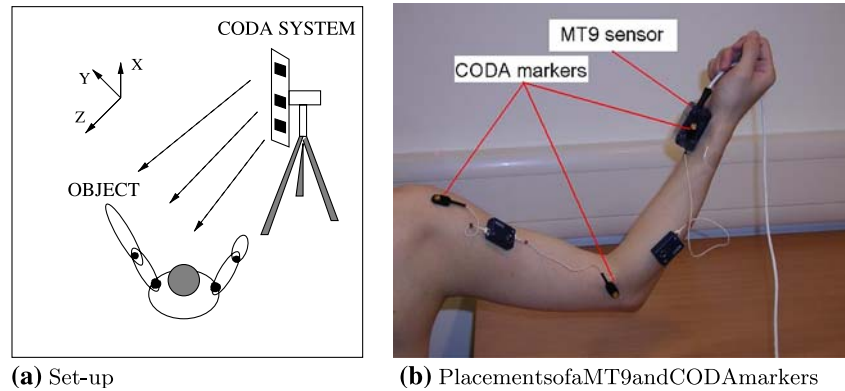 CODA SYSTEM
X
Y
Z
OBJECT
MT9 sensor
CODA markers
(a) Set-up
(b) PlacementsofaMT9andCODAmarkers